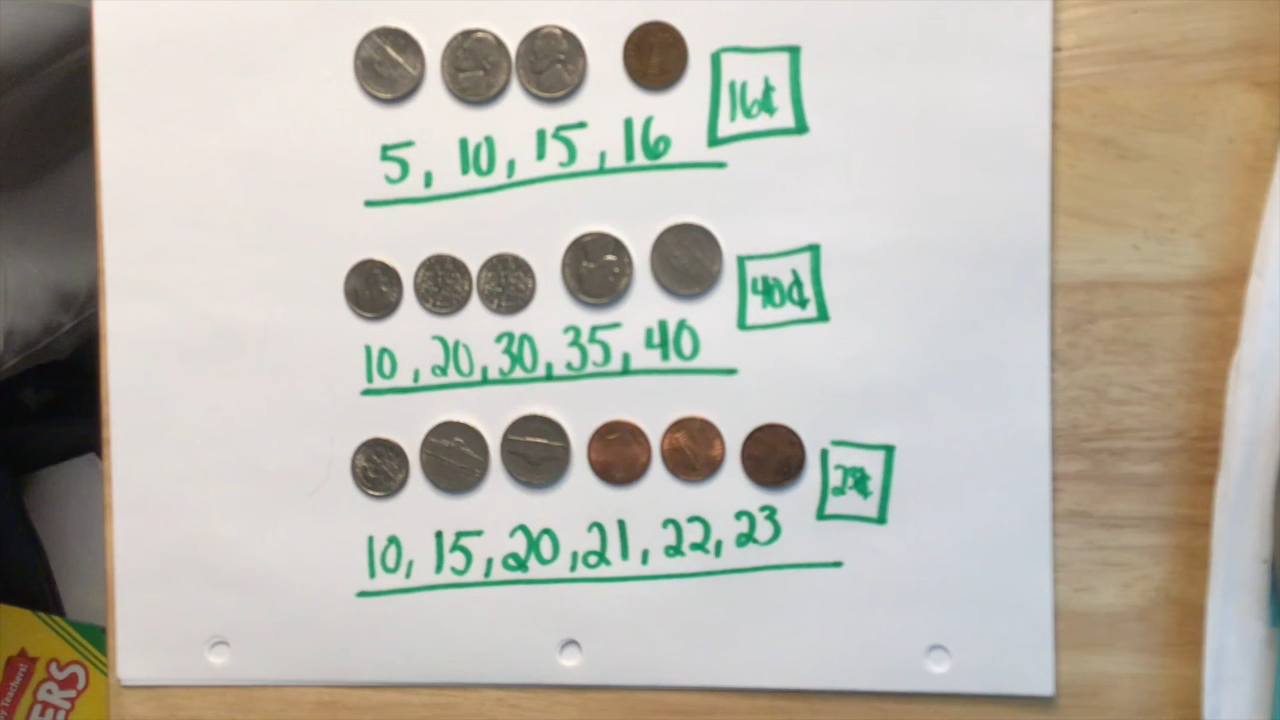 16¢
5, 10, 15, 16
40¢
10, 20, 30, 35, 40
23¢
10, 15, 20, 21, 22, 23
Teachers!
ERS